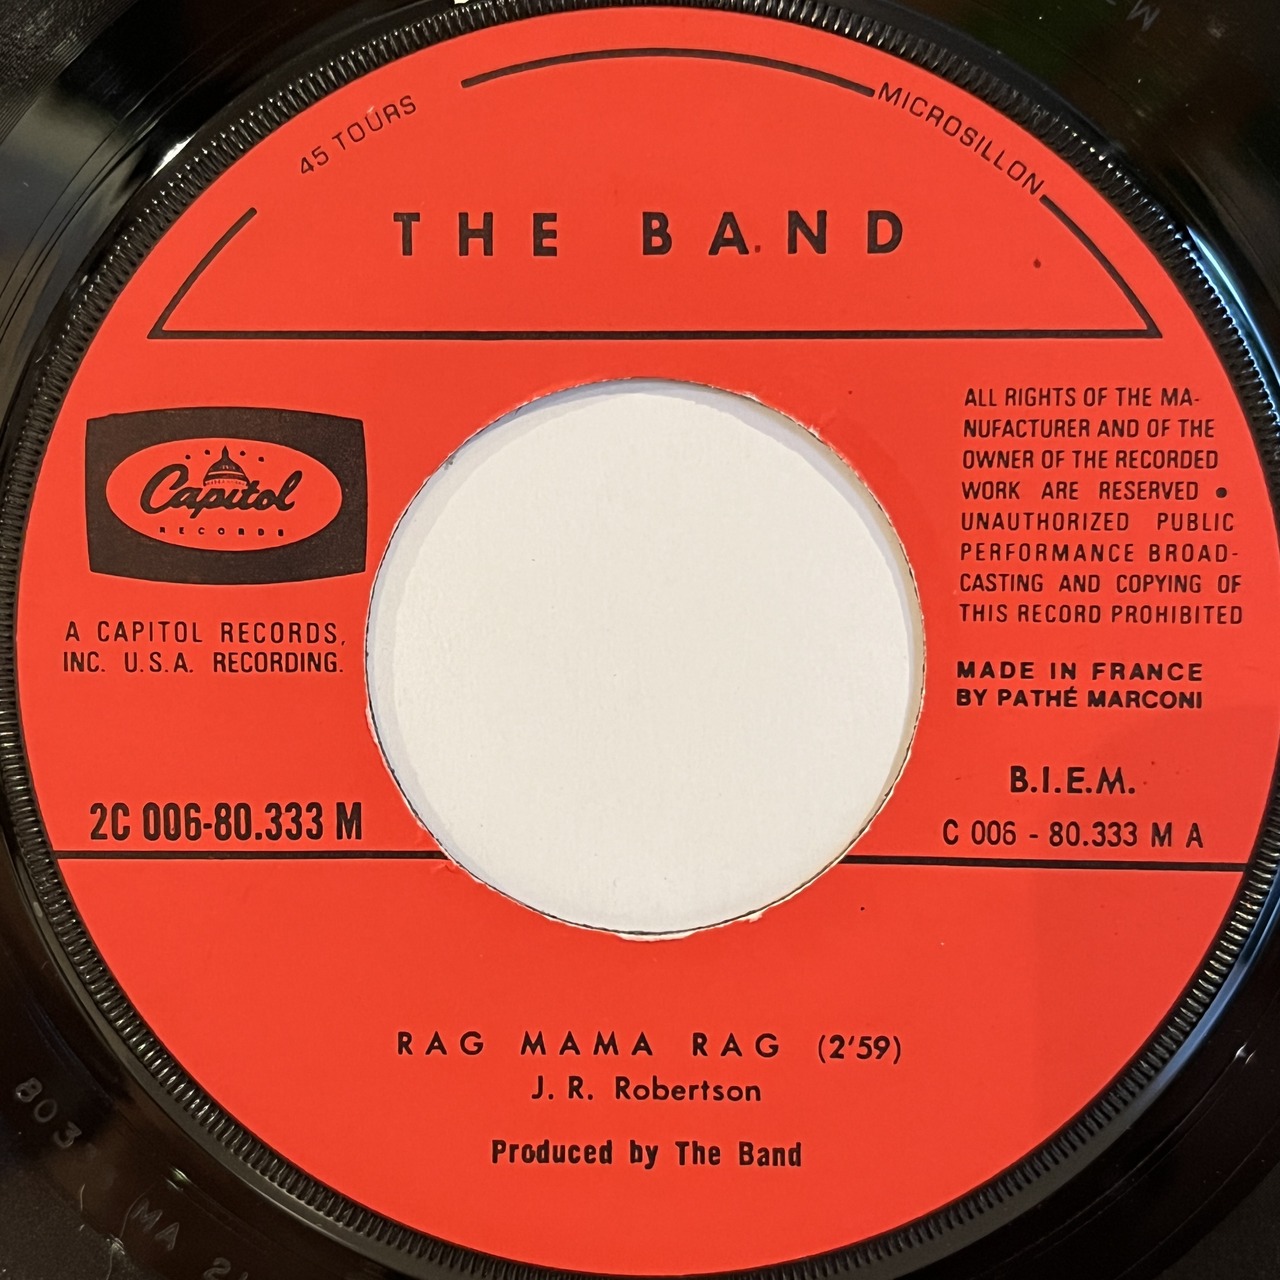 45 TOURS
MICROSILLON
THE BAND
Capitol
RECORDS
A CAPITOL RECORDS,
INC. U.S.A. RECORDING.
2C 006-80.333 M
ALL RIGHTS OF THE MA-
NUFACTURER AND OF THE
OWNER OF THE RECORDED
WORK ARE RESERVED •
UNAUTHORIZED PUBLIC
PERFORMANCE BROAD-
CASTING AND COPYING OF
THIS RECORD PROHIBITED
MADE IN FRANCE
BY PATHÉ MARCONI
B.I.E.M.
C 006 - 80.333 M A
RAG MAMA RAG (2'59)
J. R. Robertson
Produced by The Band
803
MA